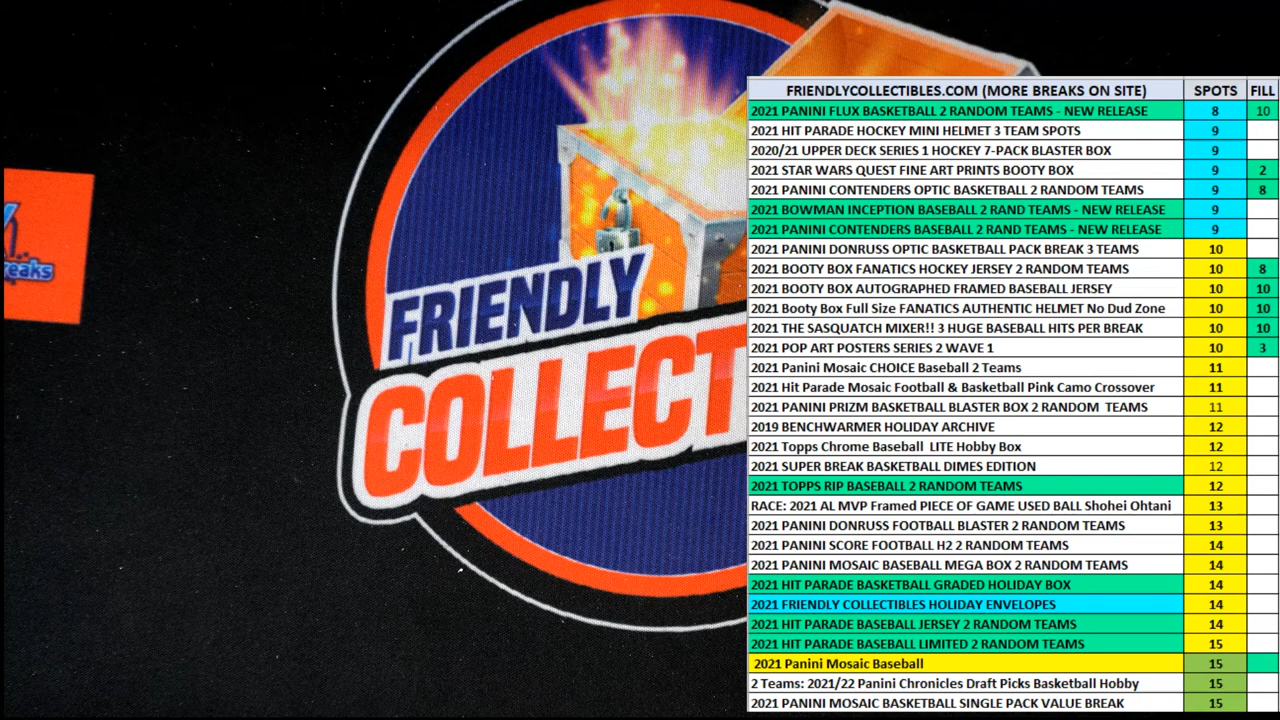 reaks
FRIENDLY
COLLECT
FRIENDLYCOLLECTIBLES.COM (MORE BREAKS ON SITE) SPOTS FILL
2021 PANINI FLUX BASKETBALL 2 RANDOM TEAMS - NEW RELEASE 8 10
2021 HIT PARADE HOCKEY MINI HELMET 3 TEAM SPOTS 9
2020/21 UPPER DECK SERIES 1 HOCKEY 7-PACK BLASTER BOX 9
2021 STAR WARS QUEST FINE ART PRINTS BOOTY BOX 9 2
2021 PANINI CONTENDERS OPTIC BASKETBALL 2 RANDOM TEAMS 9 8
2021 BOWMAN INCEPTION BASEBALL 2 RAND TEAMS - NEW RELEASE 9
2021 PANINI CONTENDERS BASEBALL 2 RAND TEAMS - NEW RELEASE 9
2021 PANINI DONRUSS OPTIC BASKETBALL PACK BREAK 3 TEAMS 10
2021 BOOTY BOX FANATICS HOCKEY JERSEY 2 RANDOM TEAMS 10 8
2021 BOOTY BOX AUTOGRAPHED FRAMED BASEBALL JERSEY 10 10
2021 Booty Box Full Size FANATICS AUTHENTIC HELMET No Dud Zone 10 10
2021 THE SASQUATCH MIXER!! 3 HUGE BASEBALL HITS PER BREAK 10 10
2021 POP ART POSTERS SERIES 2 WAVE 1 10 3
2021 Panini Mosaic CHOICE Baseball 2 Teams 11
2021 Hit Parade Mosaic Football & Basketball Pink Camo Crossover 11
2021 PANINI PRIZM BASKETBALL BLASTER BOX 2 RANDOM TEAMS 11
2019 BENCHWARMER HOLIDAY ARCHIVE 12
2021 Topps Chrome Baseball LITE Hobby Box 12
2021 SUPER BREAK BASKETBALL DIMES EDITION 12
2021 TOPPS RIP BASEBALL 2 RANDOM TEAMS 12
RACE: 2021 AL MVP Framed PIECE OF GAME USED BALL Shohei Ohtani 13
2021 PANINI DONRUSS FOOTBALL BLASTER 2 RANDOM TEAMS 13
2021 PANINI SCORE FOOTBALL H2 2 RANDOM TEAMS 14
2021 PANINI MOSAIC BASEBALL MEGA BOX 2 RANDOM TEAMS 14
2021 HIT PARADE BASKETBALL GRADED HOLIDAY BOX 14
2021 FRIENDLY COLLECTIBLES HOLIDAY ENVELOPES 14
2021 HIT PARADE BASEBALL JERSEY 2 RANDOM TEAMS 14
2021 HIT PARADE BASEBALL LIMITED 2 RANDOM TEAMS 15
2021 Panini Mosaic Baseball 15
2 Teams: 2021/22 Panini Chronicles Draft Picks Basketball Hobby 15
2021 PANINI MOSAIC BASKETBALL SINGLE PACK VALUE BREAK 15